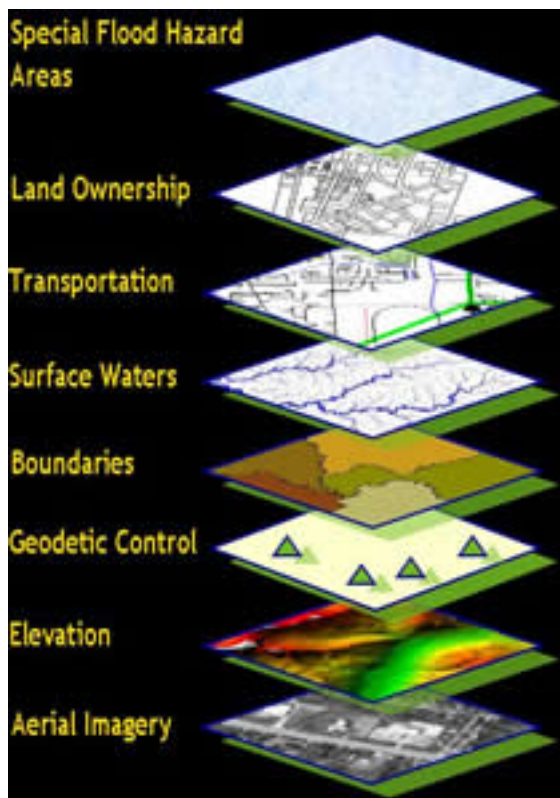 Special Flood Hazard
Areas
Land Ownership
Transportation
Surface Waters
Boundaries
Geodetic Control
Elevation
Aerial Imagery